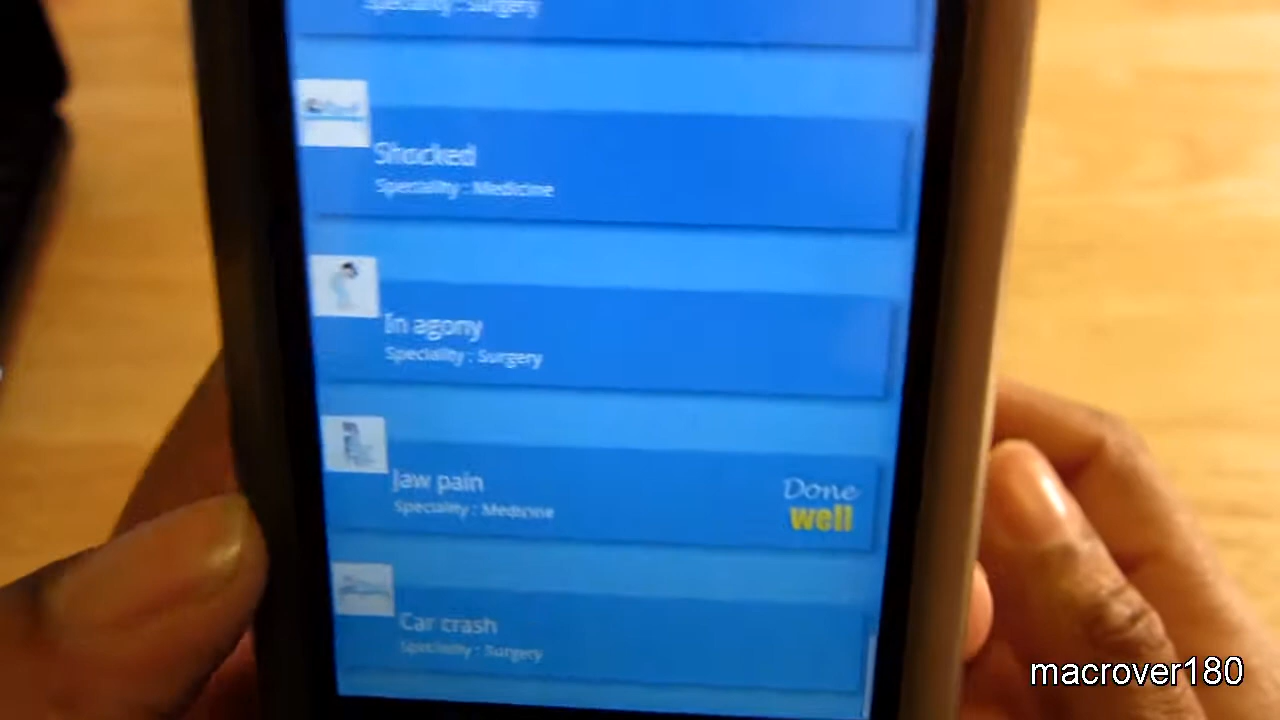 Speciality : Surgery
Shocked
Speciality : Medicine
In agony
Speciality : Surgery
Jaw pain
Speciality : Medicine
Done
well
Car crash
Speciality : Surgery
macrover180